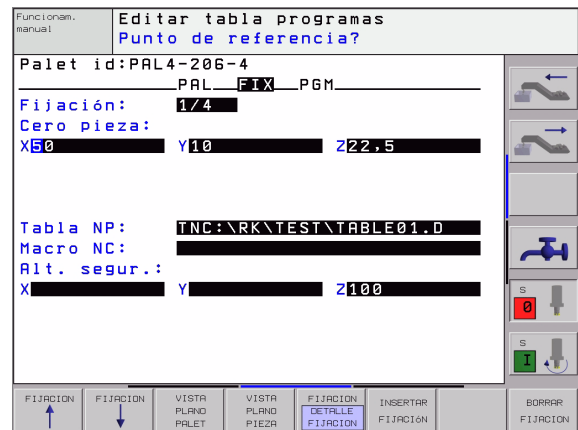 Funcionam.
manual
Editar tabla programas
Punto de referencia?
Palet id:PAL4-206-4
PAL FIX PGM
Fijación: 1/4
Cero pieza:
X50 Y10 Z22,5
Tabla NP: TNC:\RK\TEST\TABLE01.D
Macro NC:
Alt. segur.:
X Y Z100
S
0
S
I
FIJACION
FIJACION
VISTA
PLANO
PALET
VISTA
PLANO
PIEZA
FIJACION
DETALLE
FIJACION
INSERTAR
FIJACIóN
BORRAR
FIJACION